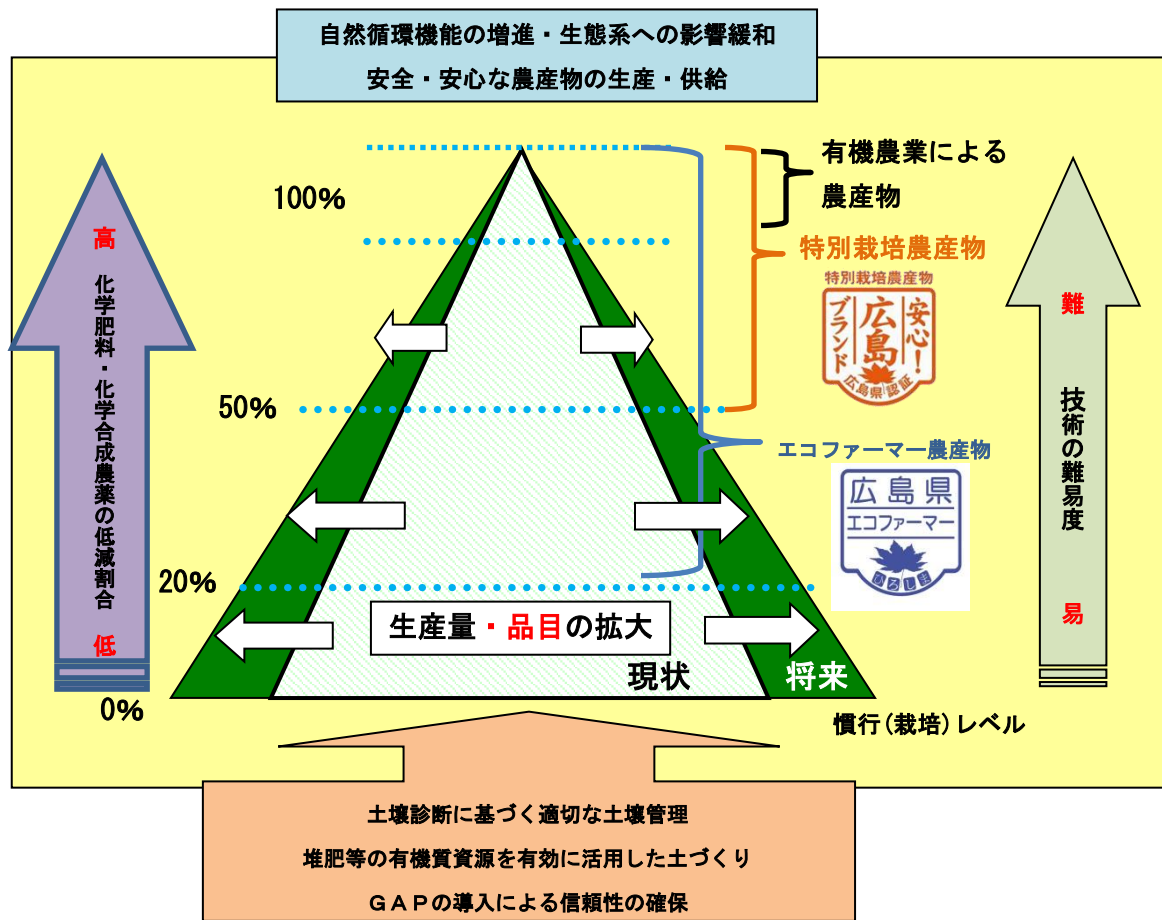 自然循環機能の増進・生態系への影響緩和
安全・安心な農産物の生産・供給
高 化学肥料・化学合成農薬の低減割合 低
100%
50%
20%
0%
有機農業による
農産物
特別栽培農産物
特別栽培農産物
安心!
広島
ブランド
広島県認証
エコファーマー農産物
広島県
エコファーマー
ひろしま
難 技術の難易度 易
生産量・品目の拡大
現状
将来
慣行(栽培)レベル
土壌診断に基づく適切な土壌管理
堆肥等の有機質資源を有効に活用した土づくり
GAPの導入による信頼性の確保